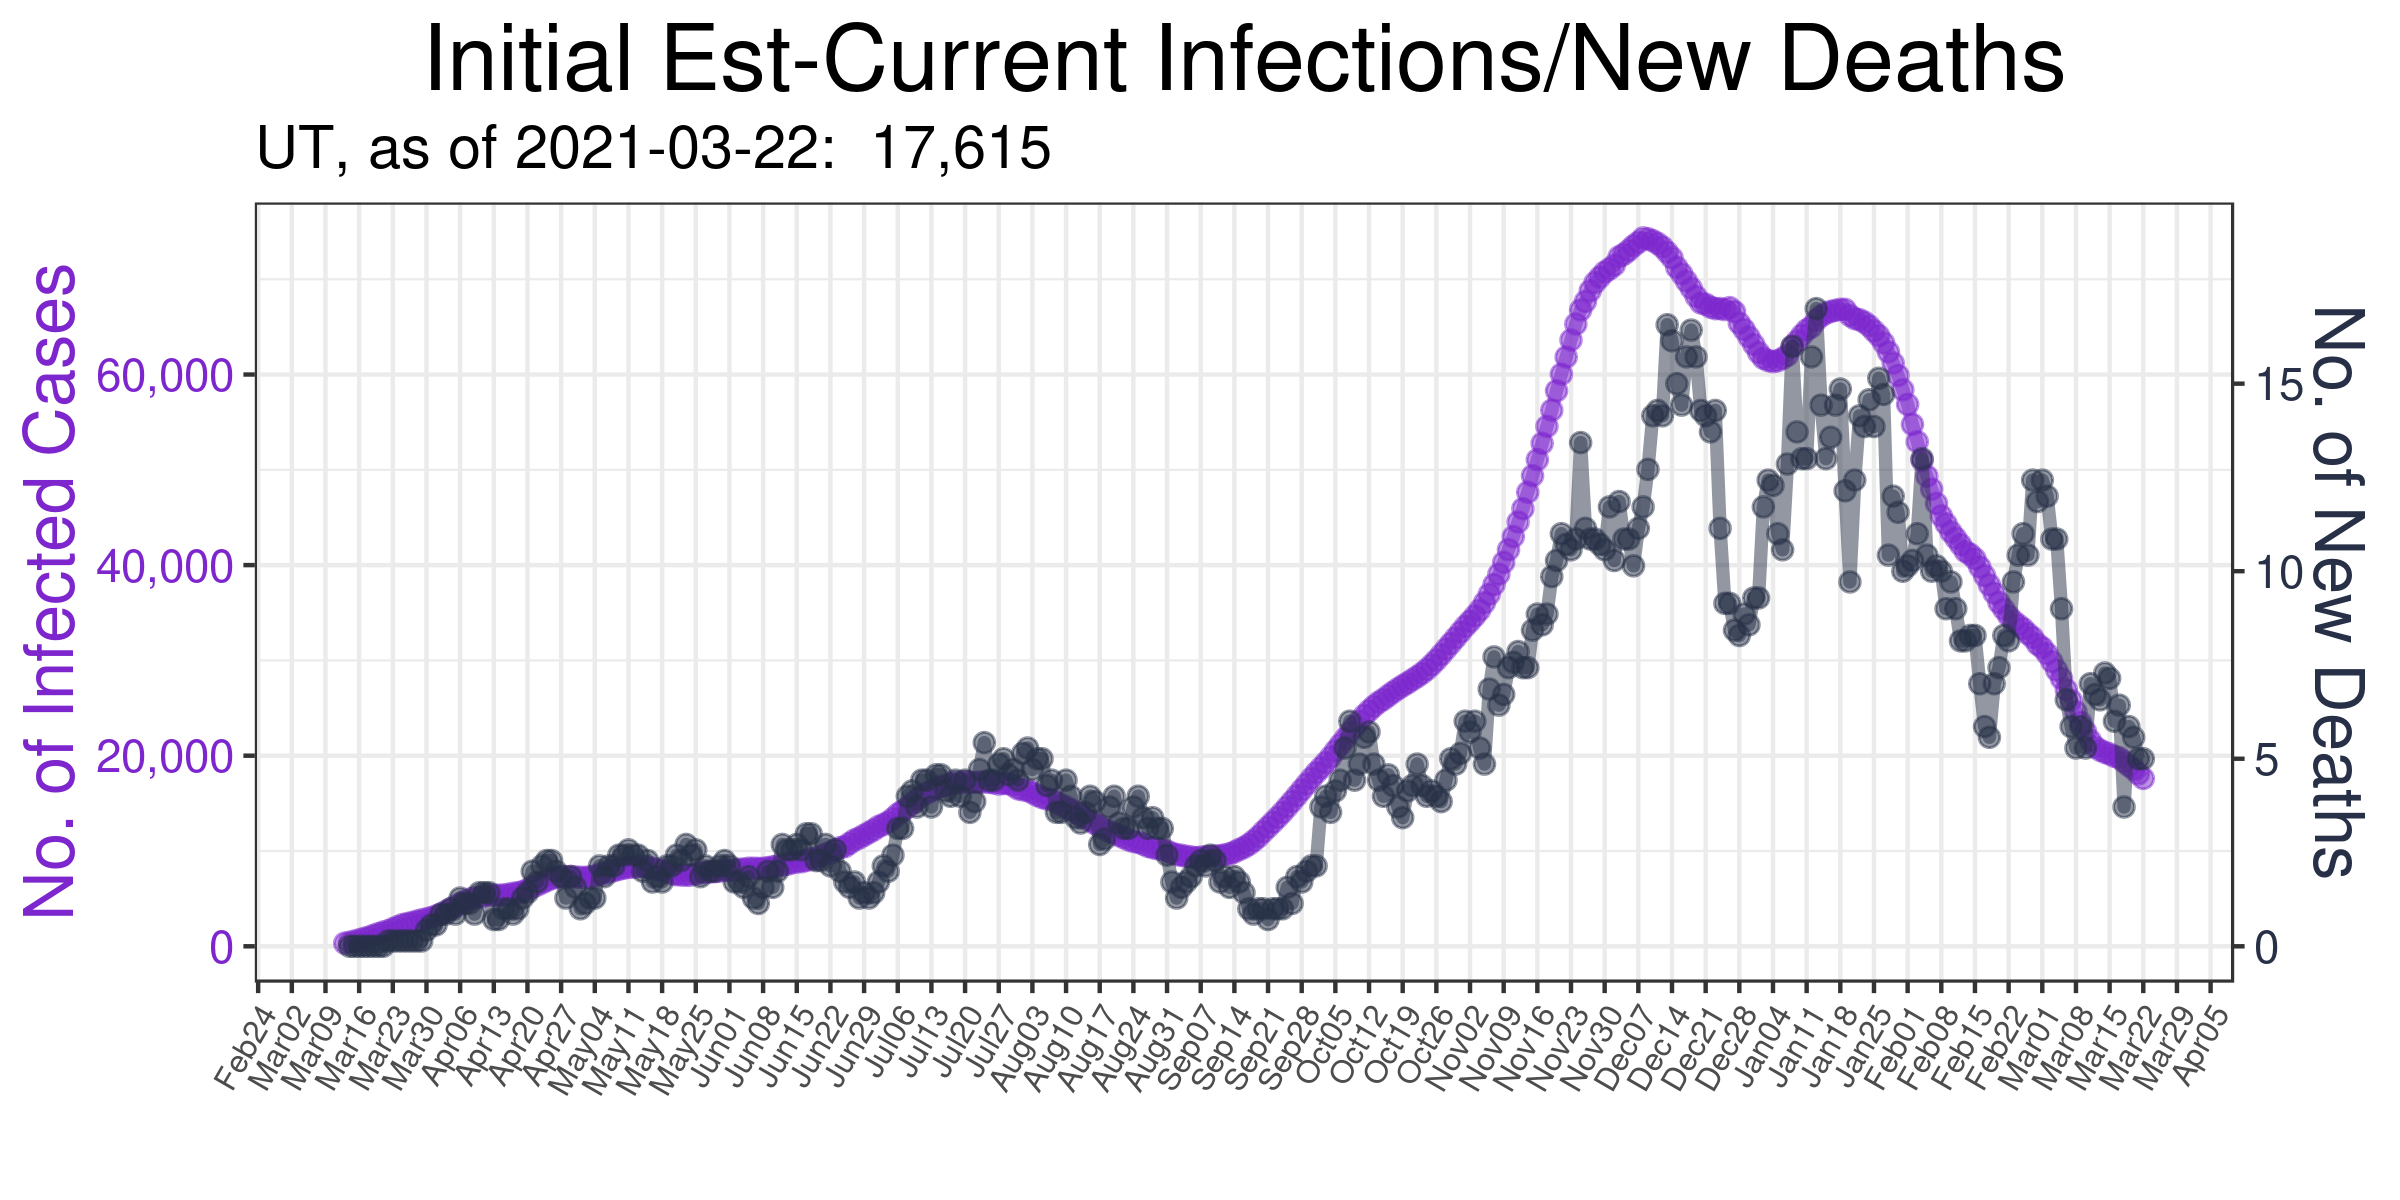 Initial Est-Current Infections/New Deaths
UT, as of 2021-03-22:  17,615
No. of Infected Cases
60,000
40,000
20,000
0
No. of New Deaths
15
10
5
0
Feb24
Mar02
Mar09
Mar16
Mar23
Mar30
Apr06
Apr13
Apr20
Apr27
May04
May11
May18
May25
Jun01
Jun08
Jun15
Jun22
Jun29
Jul06
Jul13
Jul20
Jul27
Aug03
Aug10
Aug17
Aug24
Aug31
Sep07
Sep14
Sep21
Sep28
Oct05
Oct12
Oct19
Oct26
Nov02
Nov09
Nov16
Nov23
Nov30
Dec07
Dec14
Dec21
Dec28
Jan04
Jan11
Jan18
Jan25
Feb01
Feb08
Feb15
Feb22
Mar01
Mar08
Mar15
Mar22
Mar29
Apr05